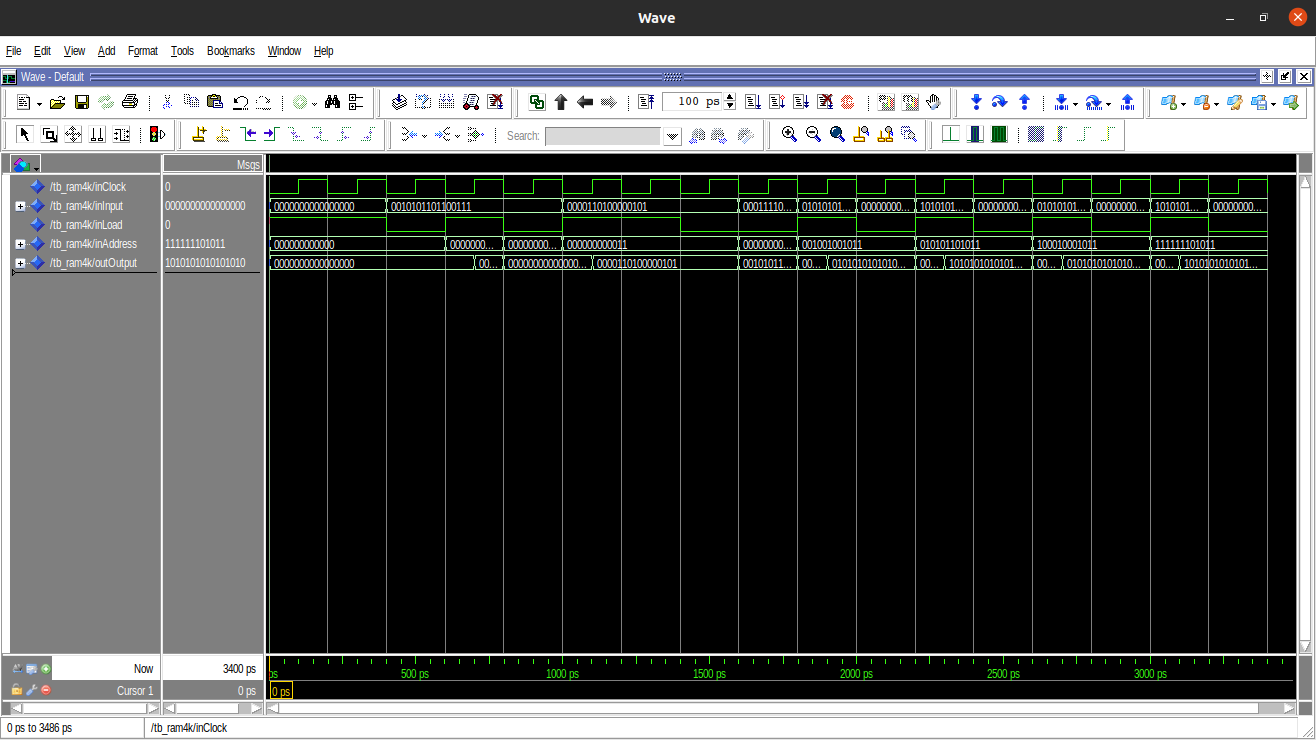 Wave
File Edit View Add Format Tools Bookmarks Window Help
Wave - Default
100 ps
Search:
Msgs
/tb_ram4k/inClock 0
/tb_ram4k/inInput 0000000000000000 0000000000000000 0010101101100111 0000110100000101 00011110... 01010101... 00000000... 1010101... 00000000... 01010101... 00000000... 1010101... 00000000...
/tb_ram4k/inLoad 0
/tb_ram4k/inAddress 111111101011 000000000000 0000000... 00000000... 000000000011 00000000... 001001001011 010101101011 100010001011 111111101011
/tb_ram4k/outOutput 1010101010101010 0000000000000000 00... 00000000000000... 0000110100000101 00101011... 00... 0101010101010... 00... 1010101010101... 00... 0101010101010... 00... 1010101010101...
Now 3400 ps ps 500 ps 1000 ps 1500 ps 2000 ps 2500 ps 3000 ps
Cursor 1 0 ps 0 ps
0 ps to 3486 ps /tb_ram4k/inClock